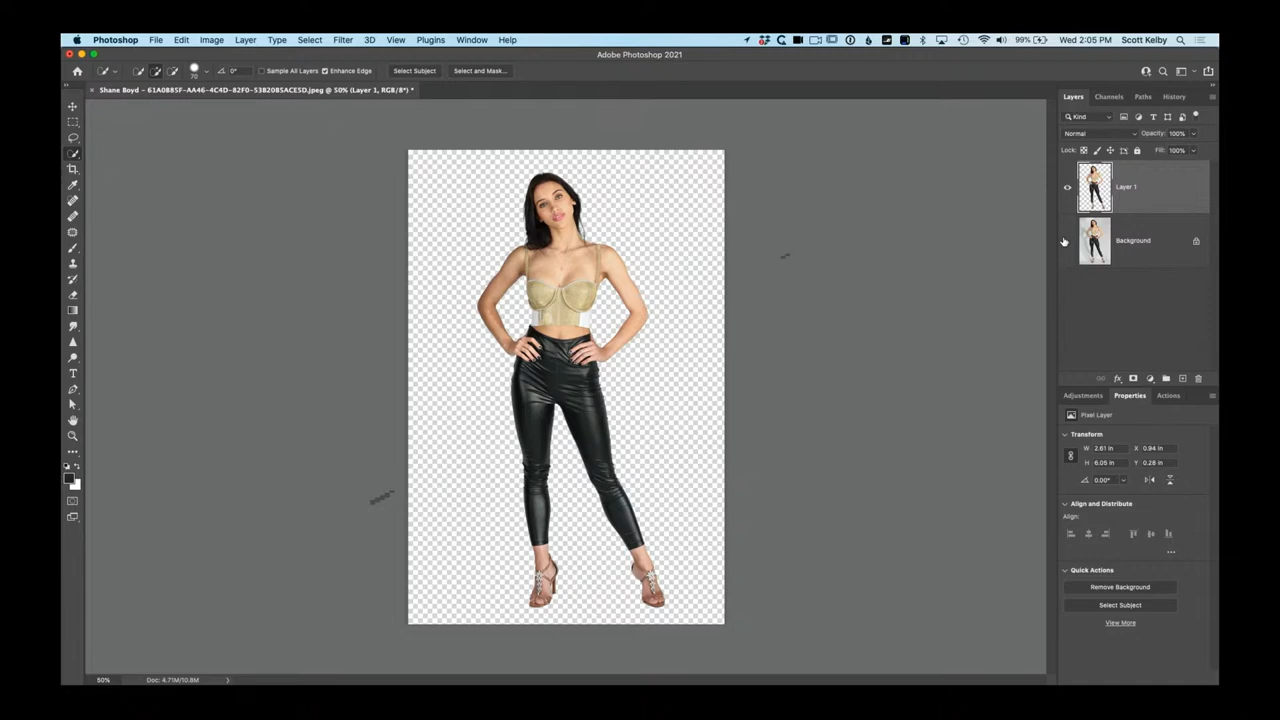 Photoshop File Edit Image Layer Type Select Filter 3D View Plugins Window Help 99% Wed 2:05 PM Scott Kelby
Adobe Photoshop 2021
70 0° Sample All Layers Enhance Edge Select Subject Select and Mask...
Shane Boyd – 61A0B85F-AA46-4C4D-82F0-53B2085ACE5D.jpeg @ 50% (Layer 1, RGB/8*) *
Layers Channels Paths History
Kind
Normal Opacity: 100%
Lock: Fill: 100%
Layer 1
Background
Adjustments Properties Actions
Pixel Layer
Transform
W 2.61 in X 0.94 in
H 6.05 in Y 0.28 in
0.00°
Align and Distribute
Align:
...
Quick Actions
Remove Background
Select Subject
View More
50% Doc: 4.71M/10.8M